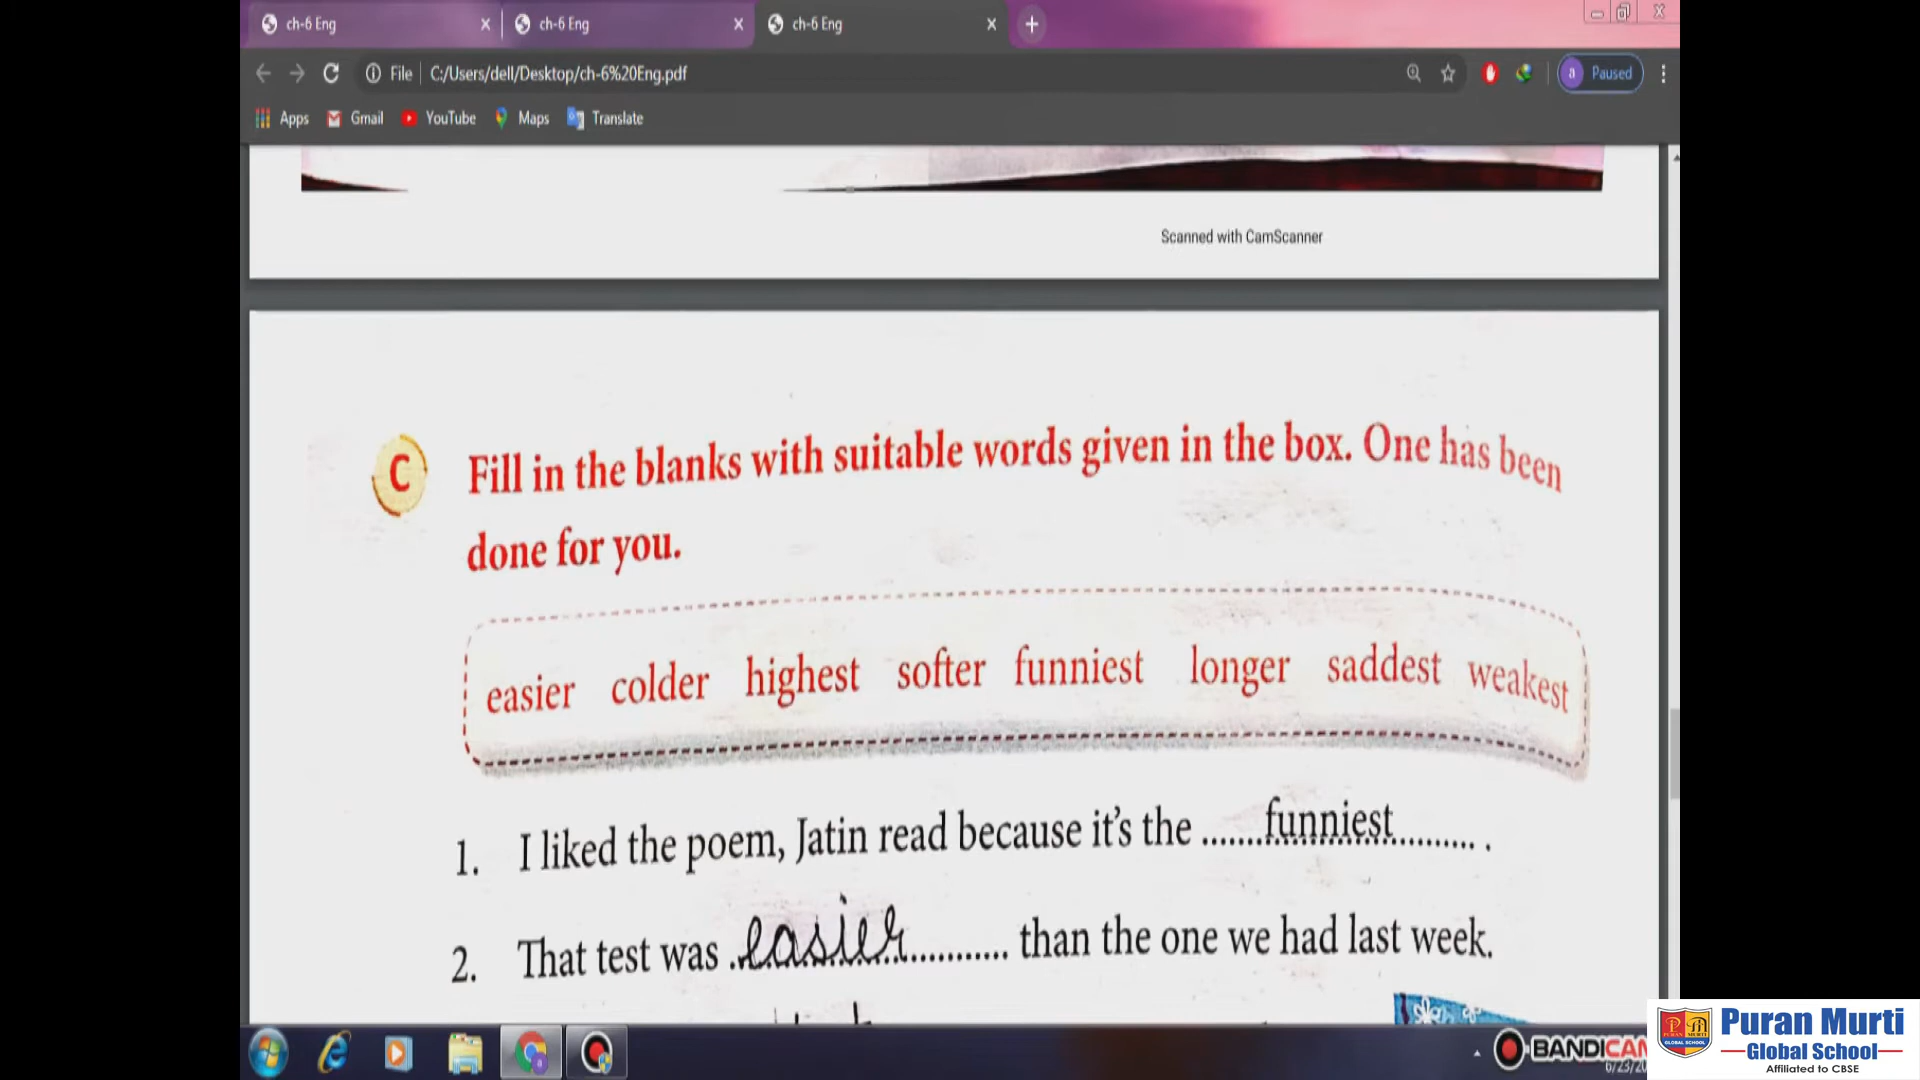 ch-6 Eng
ch-6 Eng
ch-6 Eng
File C:/Users/dell/Desktop/ch-6%20Eng.pdf
a Paused
Apps Gmail YouTube Maps Translate
Scanned with CamScanner
C Fill in the blanks with suitable words given in the box. One has been
done for you.
easier colder highest softer funniest longer saddest weakest
1. I liked the poem, Jatin read because it's the ......funniest.......... .
2. That test was ..easier.......... than the one we had last week.
BANDICAM
Puran Murti
Global School
Affiliated to CBSE